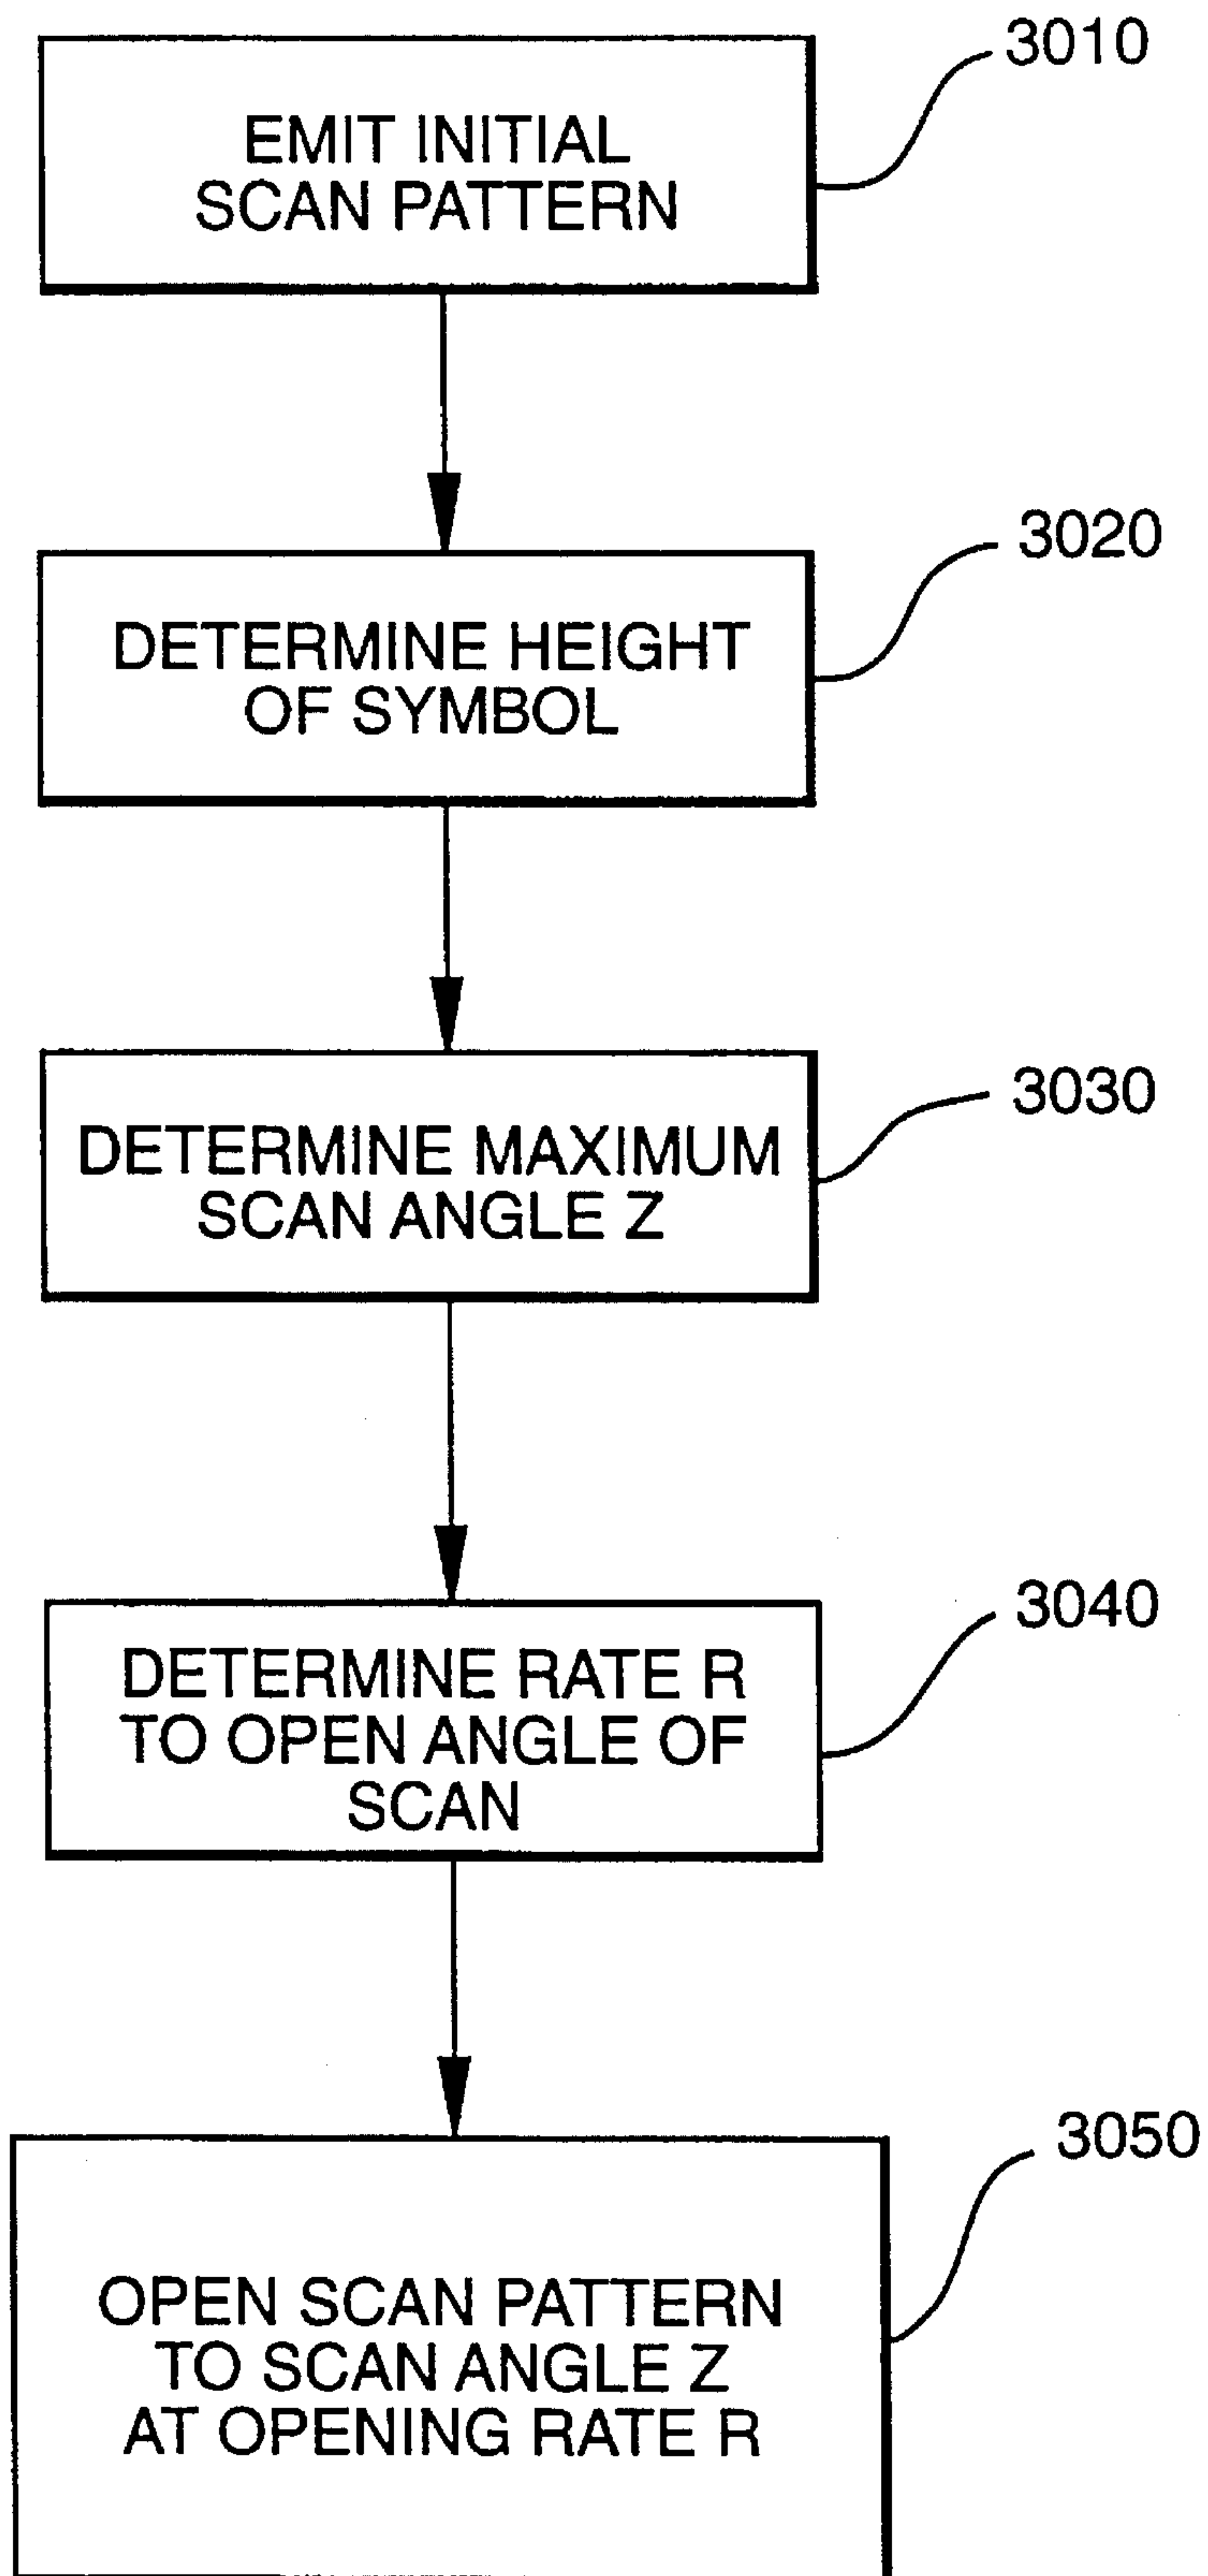 3010
EMIT INITIAL
SCAN PATTERN
3020
DETERMINE HEIGHT
OF SYMBOL
3030
DETERMINE MAXIMUM
SCAN ANGLE Z
3040
DETERMINE RATE R
TO OPEN ANGLE OF
SCAN
3050
OPEN SCAN PATTERN
TO SCAN ANGLE Z
AT OPENING RATE R